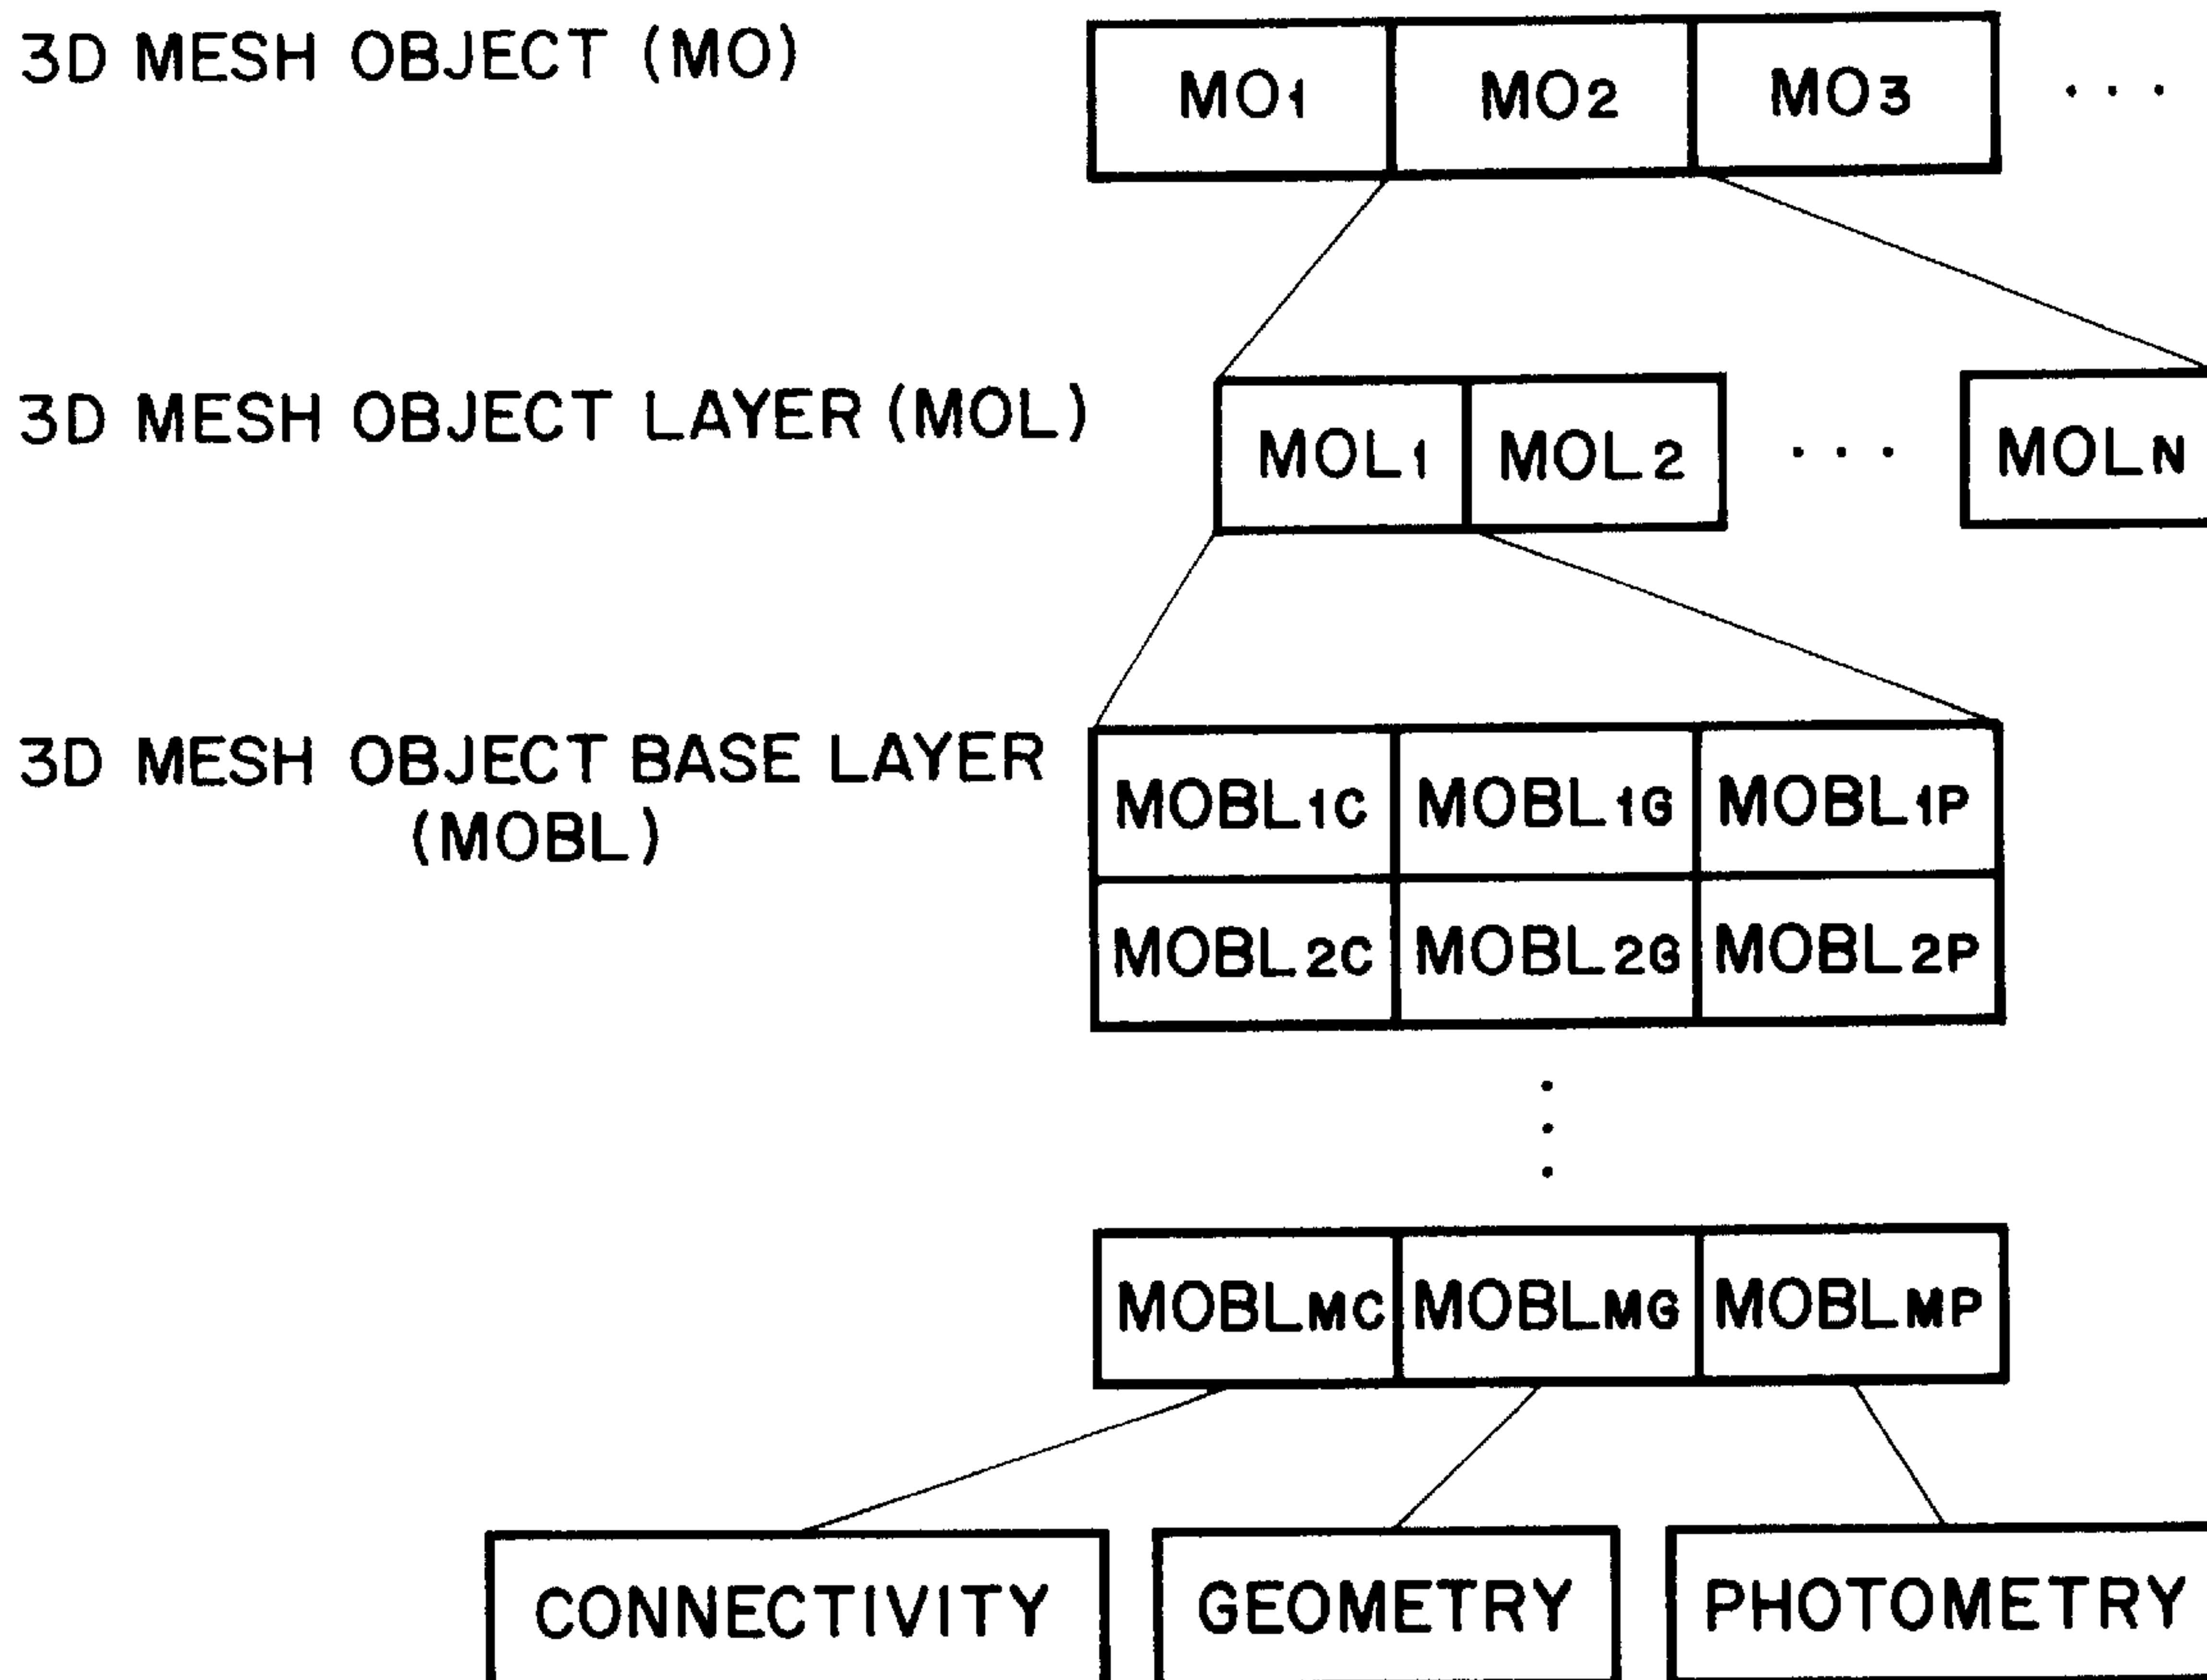 3D MESH OBJECT (MO)
MO1 MO2 MO3 ...
3D MESH OBJECT LAYER (MOL)
MOL1 MOL2 ... MOLN
3D MESH OBJECT BASE LAYER
(MOBL)
MOBL1C MOBL1G MOBL1P
MOBL2C MOBL2G MOBL2P
MOBLMC MOBLMG MOBLMP
CONNECTIVITY GEOMETRY PHOTOMETRY